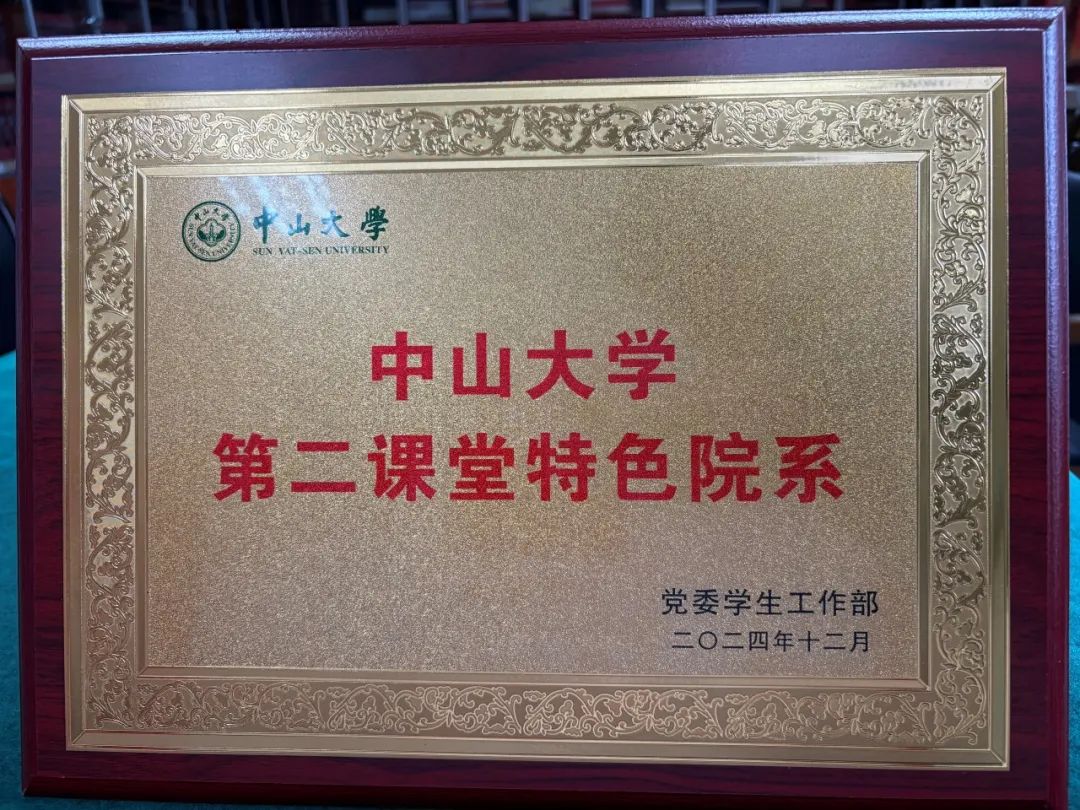 中山大學
SUN YAT-SEN UNIVERSITY
中山大学
第二课堂特色院系
党委学生工作部
二〇二四年十二月